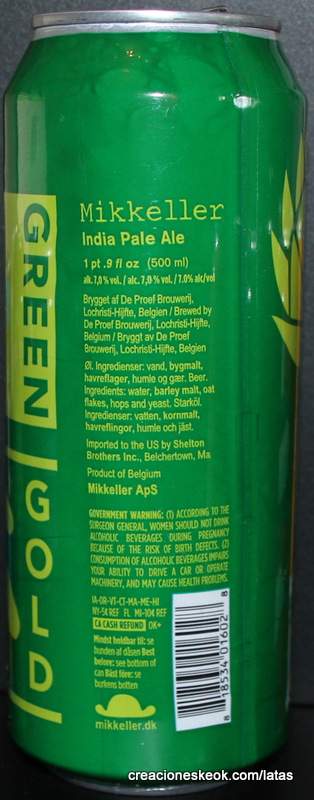 GREEN
GOLD
Mikkeller
India Pale Ale
1 pt .9 fl oz (500 ml)
alk. 7,0 % vol. / alc. 7,0 % vol. / 7.0% alc/vol
Brygget af De Proef Brouwerij,
Lochristi-Hijfte, Belgien / Brewed by
De Proef Brouwerij, Lochristi-Hijfte,
Belgium / Bryggt av De Proef
Brouwerij, Lochristi-Hijfte, Belgien
Øl. Ingredienser: vand, bygmalt,
havreflager, humle og gær. Beer.
Ingredients: water, barley malt, oat
flakes, hops and yeast. Starköl.
Ingredienser: vatten, kornmalt,
havreflingor, humle och jäst.
Imported to the US by Shelton
Brothers Inc., Belchertown, Ma
Product of Belgium
Mikkeller ApS
GOVERNMENT WARNING: (1) ACCORDING TO THE
SURGEON GENERAL, WOMEN SHOULD NOT DRINK
ALCOHOLIC BEVERAGES DURING PREGNANCY
BECAUSE OF THE RISK OF BIRTH DEFECTS. (2)
CONSUMPTION OF ALCOHOLIC BEVERAGES IMPAIRS
YOUR ABILITY TO DRIVE A CAR OR OPERATE
MACHINERY, AND MAY CAUSE HEALTH PROBLEMS.
IA-OR-VT-CT-MA-ME-HI
NY-5¢ REF FL MI-10¢ REF
CA CASH REFUND OK+
Mindst holdbar til: se
bunden af dåsen Best
before: see bottom of
can Bäst före: se
burkens botten
mikkeller.dk
8 18534 01602 8
creacioneskeok.com/latas